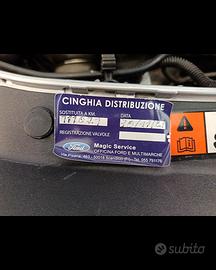 CINGHIA DISTRIBUZIONE
SOSTITUITA A KM.
DATA
REGISTRAZIONE VALVOLE
Ford
Magic Service
OFFICINA FORD E MULTIMARCHE
subito